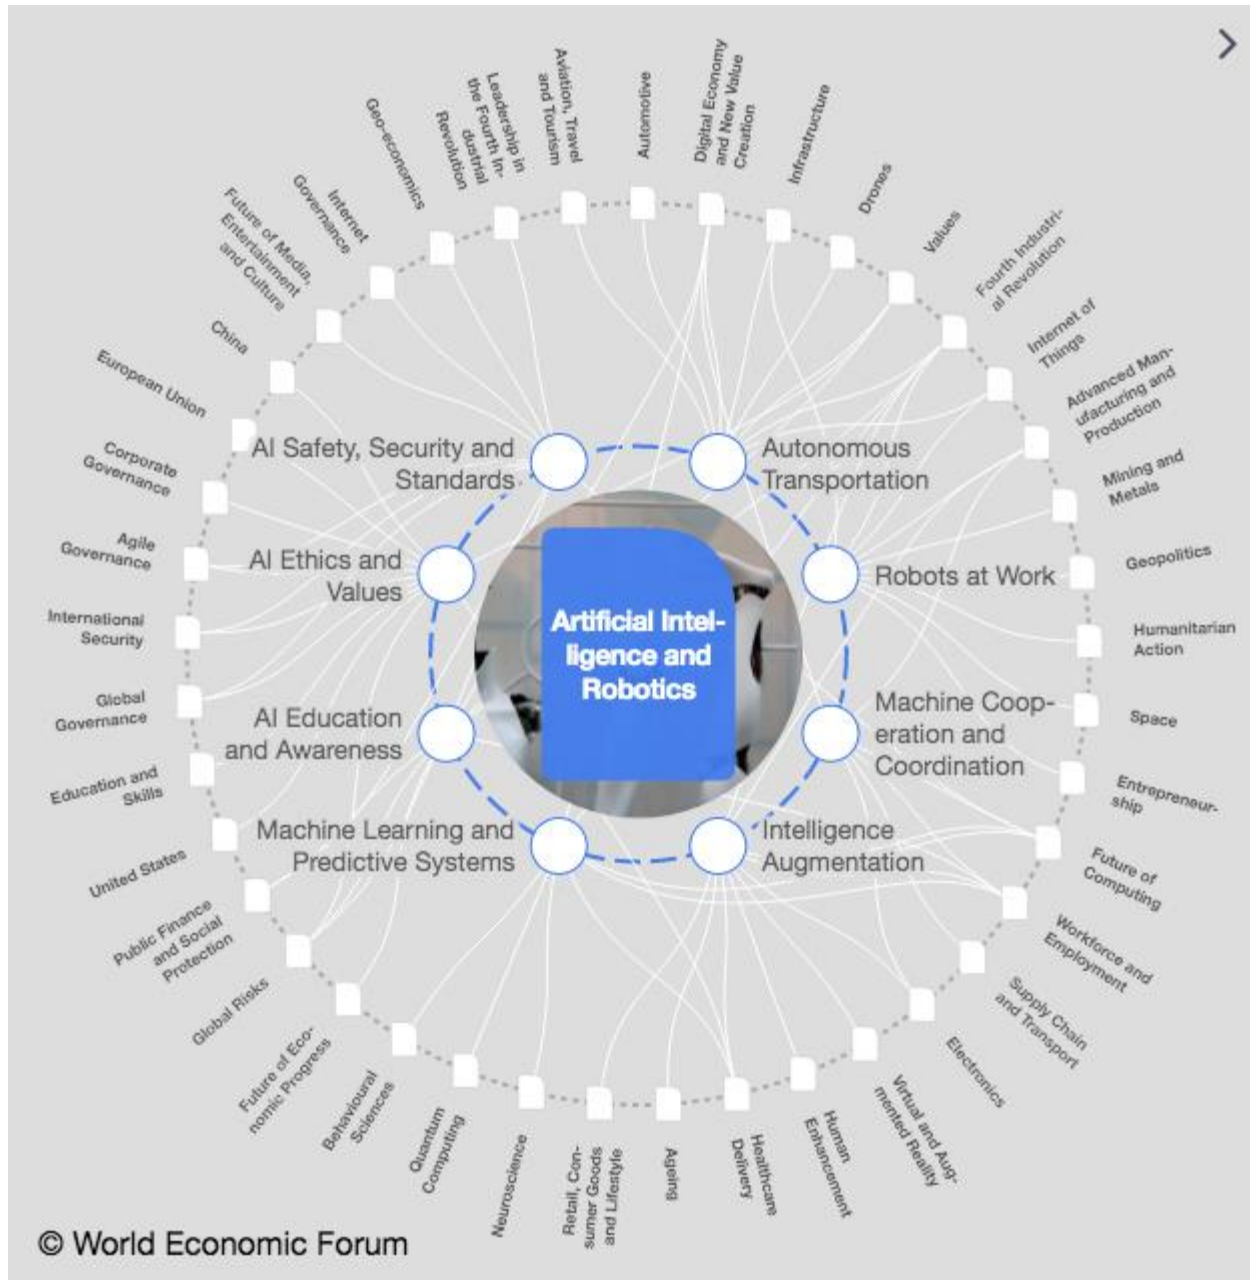 Artificial Intel-
ligence and
Robotics
AI Safety, Security and
Standards
Autonomous
Transportation
Robots at Work
Machine Coop-
eration and
Coordination
Intelligence
Augmentation
Machine Learning and
Predictive Systems
AI Education
and Awareness
AI Ethics and
Values
Automotive
Digital Economy
and New Value
Creation
Infrastructure
Drones
Values
Fourth Industri-
al Revolution
Internet of
Things
Advanced Man-
ufacturing and
Production
Mining and
Metals
Geopolitics
Humanitarian
Action
Space
Entrepreneur-
ship
Future of
Computing
Workforce and
Employment
Supply Chain
and Transport
Electronics
Virtual and Aug-
mented Reality
Human
Enhancement
Healthcare
Delivery
Ageing
Retail, Con-
sumer Goods
and Lifestyle
Neuroscience
Quantum
Computing
Behavioural
Sciences
Future of Eco-
nomic Progress
Global Risks
Public Finance
and Social
Protection
United States
Education and
Skills
Global
Governance
International
Security
Agile
Governance
Corporate
Governance
European Union
China
Future of Media,
Entertainment
and Culture
Internet
Governance
Geo-economics
Leadership in
the Fourth In-
dustrial
Revolution
Aviation, Travel
and Tourism
© World Economic Forum